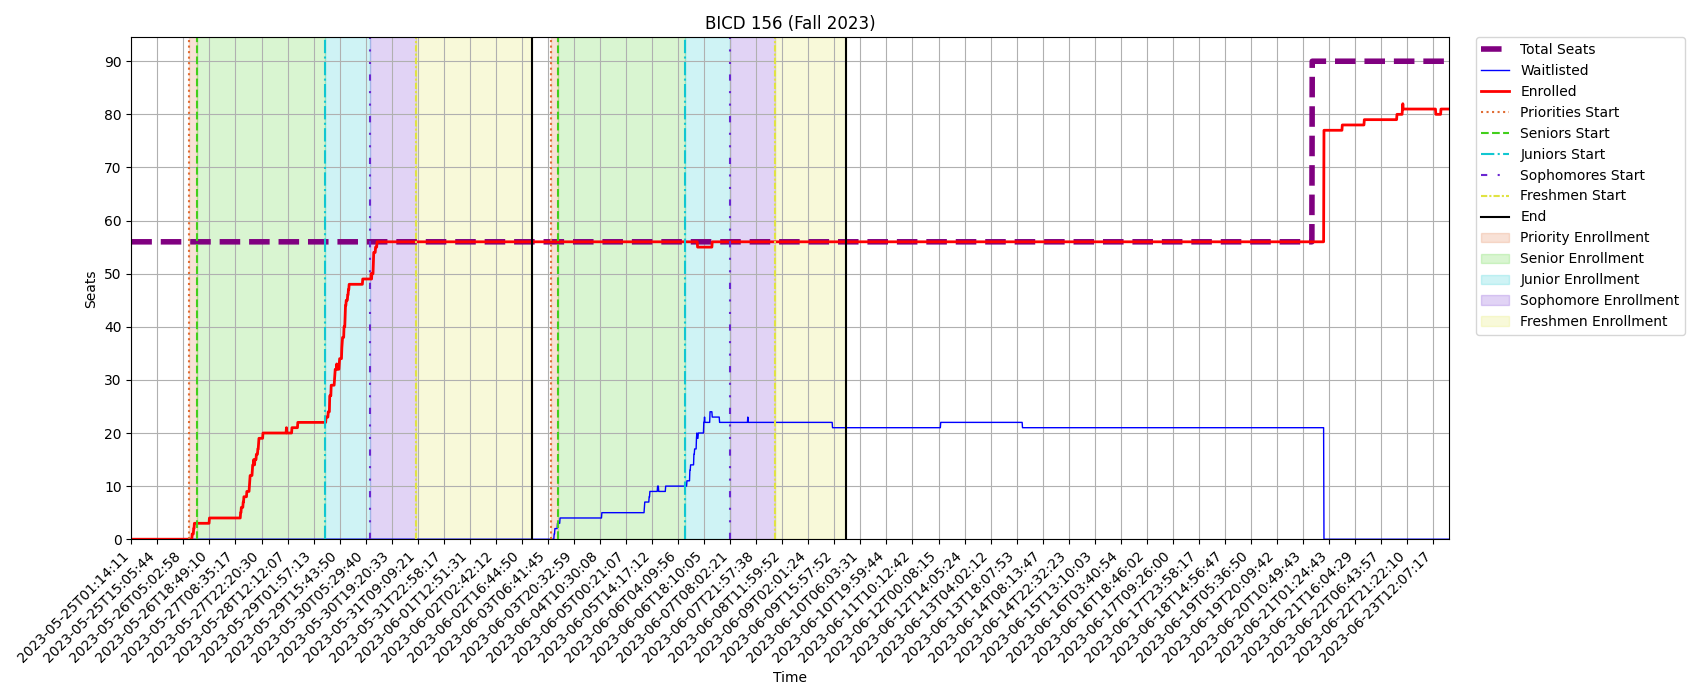 BICD 156 (Fall 2023)
Seats
90
80
70
60
50
40
30
20
10
0
2023-05-25T01:14:11
2023-05-25T15:05:44
2023-05-26T05:02:58
2023-05-26T18:49:10
2023-05-27T08:35:17
2023-05-27T22:20:30
2023-05-28T12:12:07
2023-05-29T01:57:13
2023-05-29T15:43:50
2023-05-30T05:29:40
2023-05-30T19:20:33
2023-05-31T09:09:21
2023-05-31T22:58:17
2023-06-01T12:51:31
2023-06-02T02:42:12
2023-06-02T16:44:50
2023-06-03T06:41:45
2023-06-03T20:32:59
2023-06-04T10:30:08
2023-06-05T00:21:07
2023-06-05T14:17:12
2023-06-06T04:09:56
2023-06-06T18:10:05
2023-06-07T08:02:21
2023-06-07T21:57:38
2023-06-08T11:59:52
2023-06-09T02:01:24
2023-06-09T15:57:52
2023-06-10T06:03:31
2023-06-10T19:59:44
2023-06-11T10:12:42
2023-06-12T00:08:15
2023-06-12T14:05:24
2023-06-13T04:02:12
2023-06-13T18:07:53
2023-06-14T08:13:47
2023-06-14T22:32:23
2023-06-15T13:10:03
2023-06-16T03:40:54
2023-06-16T18:46:02
2023-06-17T09:26:00
2023-06-17T23:58:17
2023-06-18T14:56:47
2023-06-19T05:36:50
2023-06-19T20:09:42
2023-06-20T10:49:43
2023-06-21T01:24:43
2023-06-21T16:04:29
2023-06-22T06:43:57
2023-06-22T21:22:10
2023-06-23T12:07:17
Time
Total Seats
Waitlisted
Enrolled
Priorities Start
Seniors Start
Juniors Start
Sophomores Start
Freshmen Start
End
Priority Enrollment
Senior Enrollment
Junior Enrollment
Sophomore Enrollment
Freshmen Enrollment